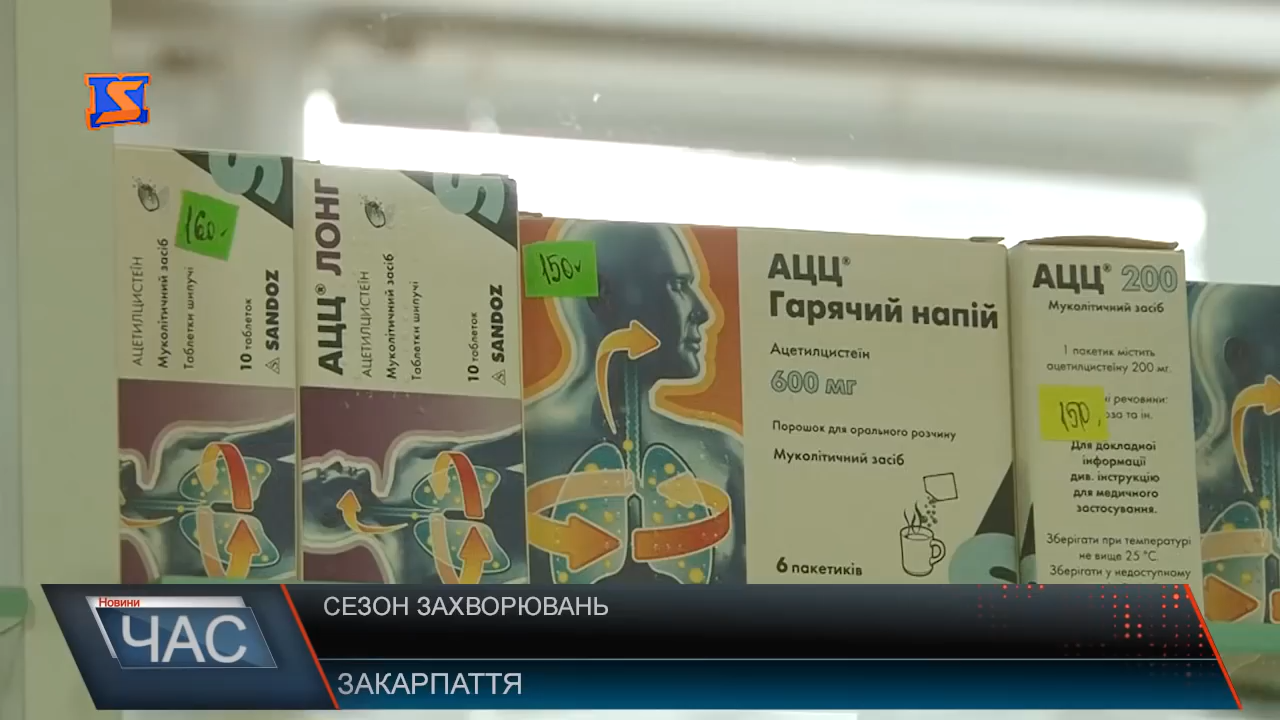 160
АЦЕТИЛЦИСТЕЇН
Муколітичний засіб
Таблетки шипучі
10 таблеток
SANDOZ
АЦЦ® ЛОНГ
АЦЕТИЛЦИСТЕЇН
Муколітичний засіб
Таблетки шипучі
10 таблеток
SANDOZ
150
АЦЦ®
Гарячий напій
Ацетилцистеїн
600 мг
Порошок для орального розчину
Муколітичний засіб
6 пакетиків
АЦЦ® 200
Муколітичний засіб
1 пакетик містить
ацетилцистеїну 200 мг.
речовини:
та ін.
150
Для докладної
інформації
див. інструкцію
для медичного
застосування.
Зберігати при температурі
не вище 25 °C.
Зберігати у недоступному
Новини
ЧАС
СЕЗОН ЗАХВОРЮВАНЬ
ЗАКАРПАТТЯ